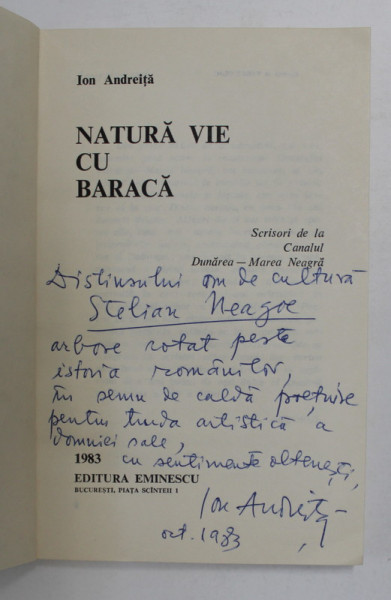 Ion Andreiță
NATURĂ VIE
CU
BARACĂ
Scrisori de la
Canalul
Dunărea — Marea Neagră
Distinsului om de cultură
Stelian Neagoe
arbore rotat peste
istoria românilor,
în semn de caldă prețuire
pentru truda artistică a
domniei sale,
1983 cu sentimente oltenești,
EDITURA EMINESCU
BUCUREȘTI, PIAȚA SCÎNTEII 1
Ion Andreiță
oct. 1983